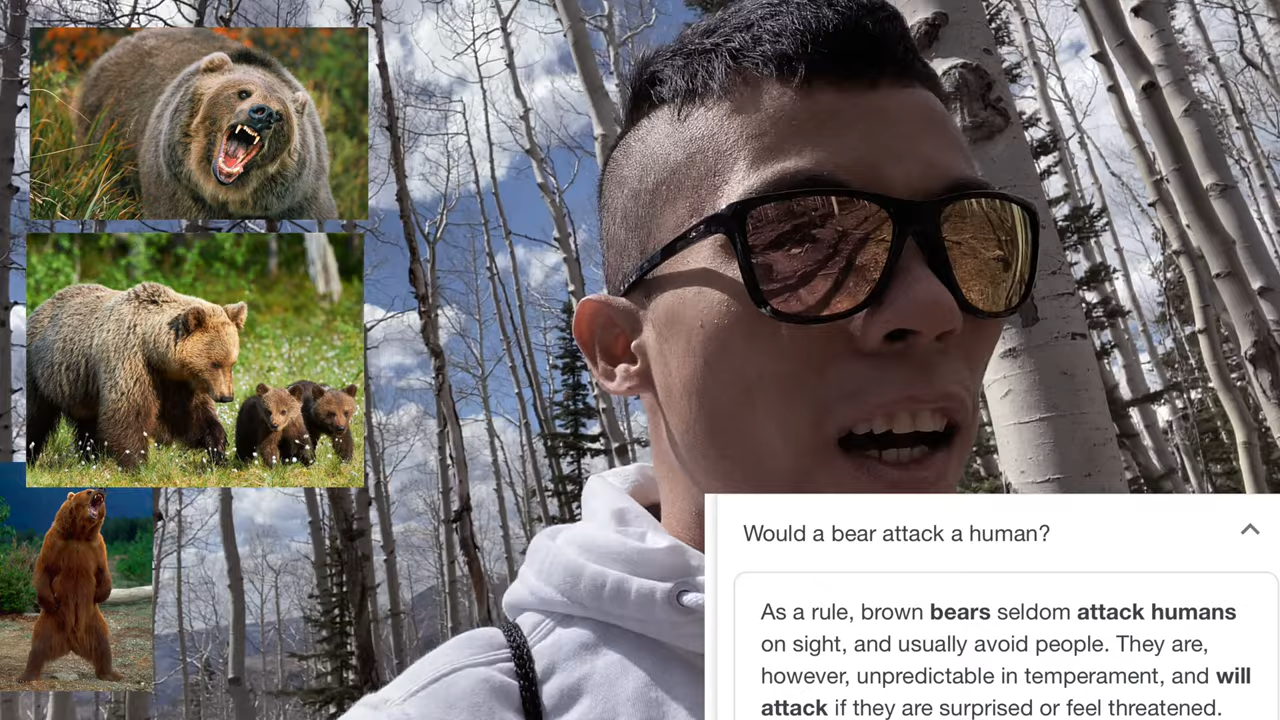 Would a bear attack a human?
As a rule, brown bears seldom attack humans
on sight, and usually avoid people. They are,
however, unpredictable in temperament, and will
attack if they are surprised or feel threatened.